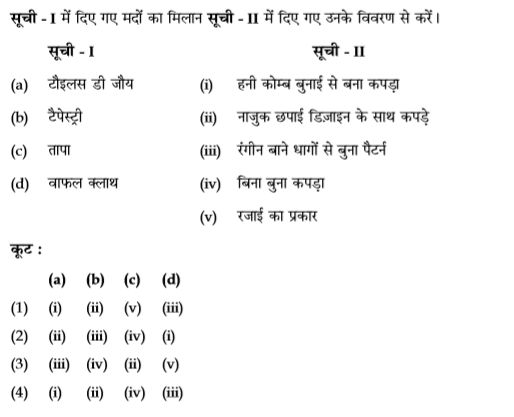 सूची - I में दिए गए मदों का मिलान सूची - II में दिए गए उनके विवरण से करें।
सूची - I सूची - II
(a) टौइलस डी जौय (i) हनी कोम्ब बुनाई से बना कपड़ा
(b) टैपेस्ट्री (ii) नाजुक छपाई डिज़ाइन के साथ कपड़े
(c) तापा (iii) रंगीन बाने धागों से बुना पैटर्न
(d) वाफल क्लाथ (iv) बिना बुना कपड़ा
(v) रजाई का प्रकार
कूट :
(a) (b) (c) (d)
(1) (i) (ii) (v) (iii)
(2) (ii) (iii) (iv) (i)
(3) (iii) (iv) (ii) (v)
(4) (i) (ii) (iv) (iii)